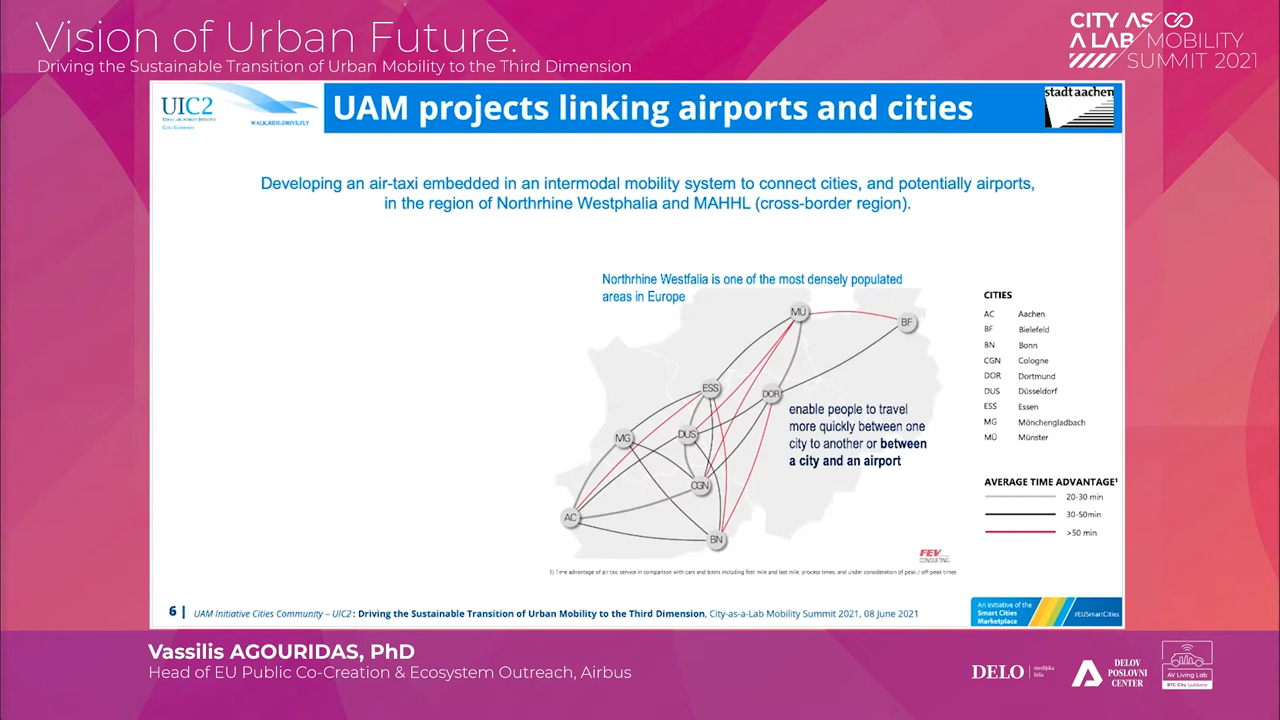 Vision of Urban Future.
Driving the Sustainable Transition of Urban Mobility to the Third Dimension
CITY AS
A LAB MOBILITY
SUMMIT 2021
UIC2
WALK.RIDE.DRIVE.FLY
UAM projects linking airports and cities
stadt aachen
Developing an air-taxi embedded in an intermodal mobility system to connect cities, and potentially airports,
in the region of Northrhine Westphalia and MAHHL (cross-border region).
Northrhine Westfalia is one of the most densely populated
areas in Europe
MÜ
BF
ESS
DOR
MG
DUS
CGN
AC
BN
enable people to travel
more quickly between one
city to another or between
a city and an airport
CITIES
AC Aachen
BF Bielefeld
BN Bonn
CGN Cologne
DOR Dortmund
DUS Düsseldorf
ESS Essen
MG Mönchengladbach
MÜ Münster
AVERAGE TIME ADVANTAGE¹
20-30 min
30-50min
>50 min
FEV
CONSULTING
1) Time advantage of air taxi service in comparison with cars and trains including first mile and last mile, process times, and under consideration of peak / off-peak times
6 | UAM Initiative Cities Community – UIC2 : Driving the Sustainable Transition of Urban Mobility to the Third Dimension, City-as-a-Lab Mobility Summit 2021, 08 June 2021
An initiative of the
Smart Cities
Marketplace
#EUSmartCities
Vassilis AGOURIDAS, PhD
Head of EU Public Co-Creation & Ecosystem Outreach, Airbus
DELO medijska
hiša
DELOV
POSLOVNI
CENTER
AV Living Lab
BTC City Ljubljana